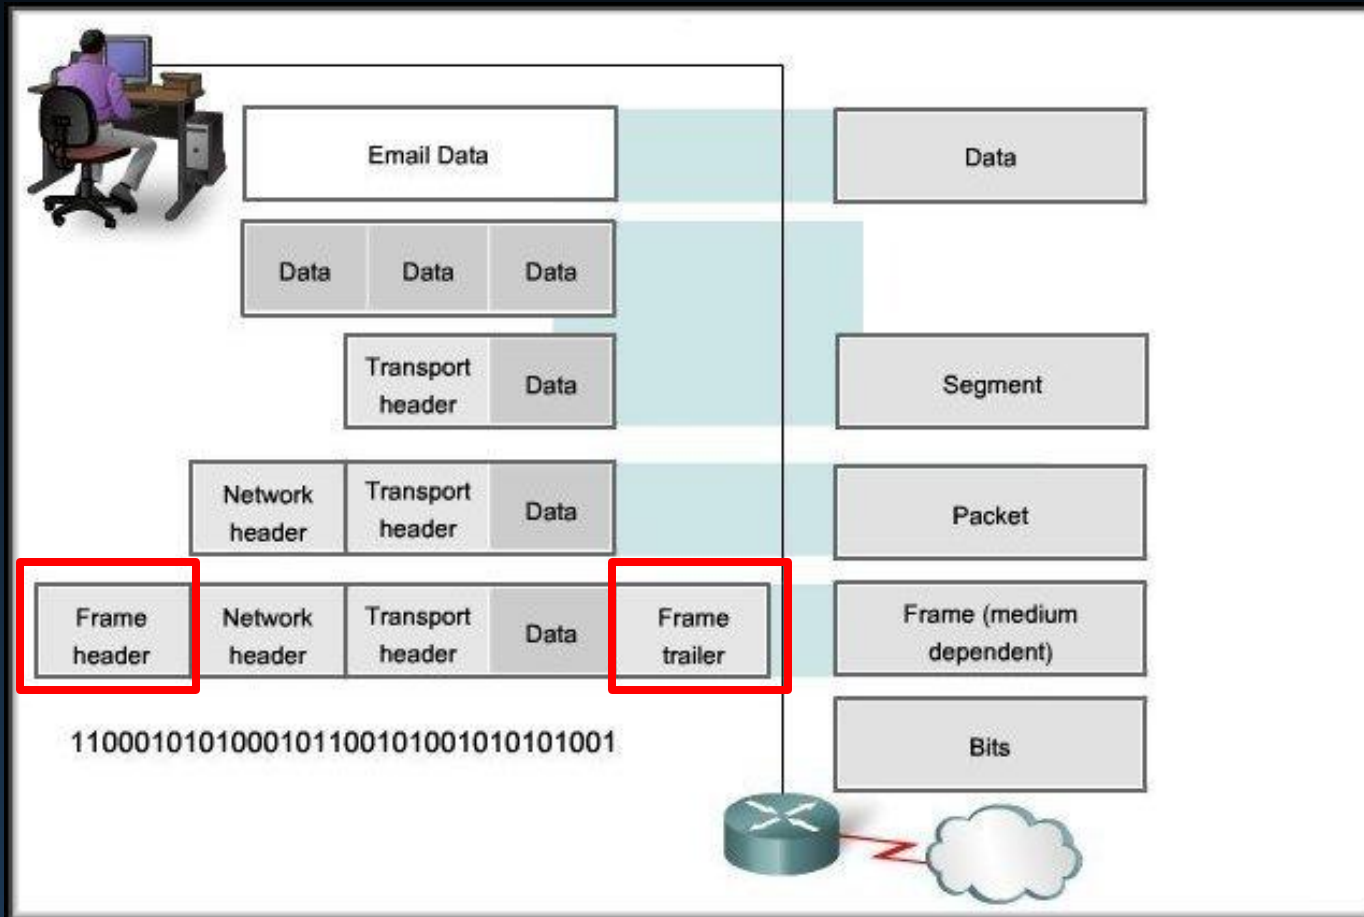 Email Data
Data
Data Data Data
Transport
header
Data
Segment
Network
header
Transport
header
Data
Packet
Frame
header
Network
header
Transport
header
Data
Frame
trailer
Frame (medium
dependent)
1100010101000101100101001010101001
Bits